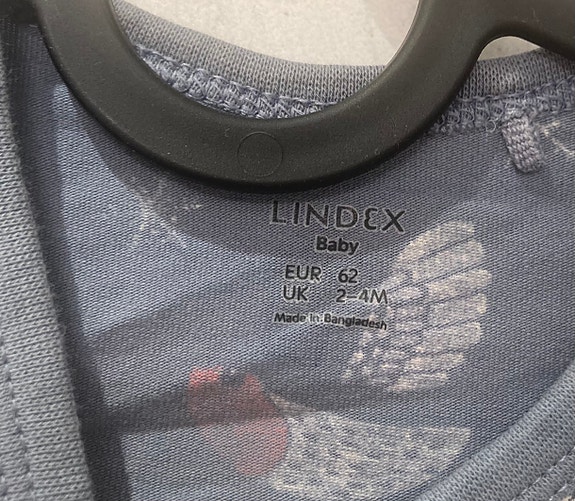 LINDEX
Baby
EUR 62
UK 2-4M
Made in Bangladesh